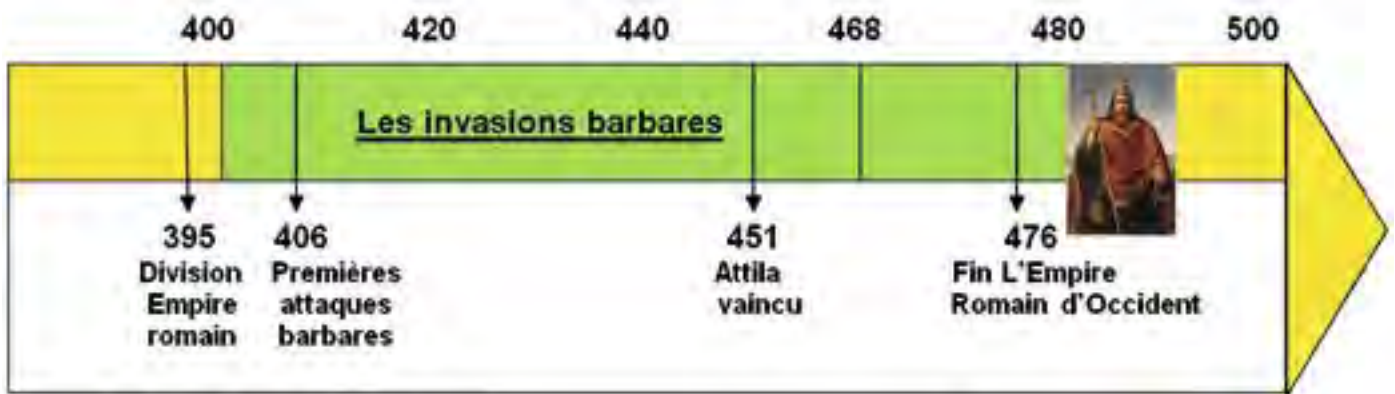 400 420 440 468 480 500
Les invasions barbares
395 406 451 476
Division Premières Attila Fin L'Empire
Empire attaques vaincu Romain d'Occident
romain barbares